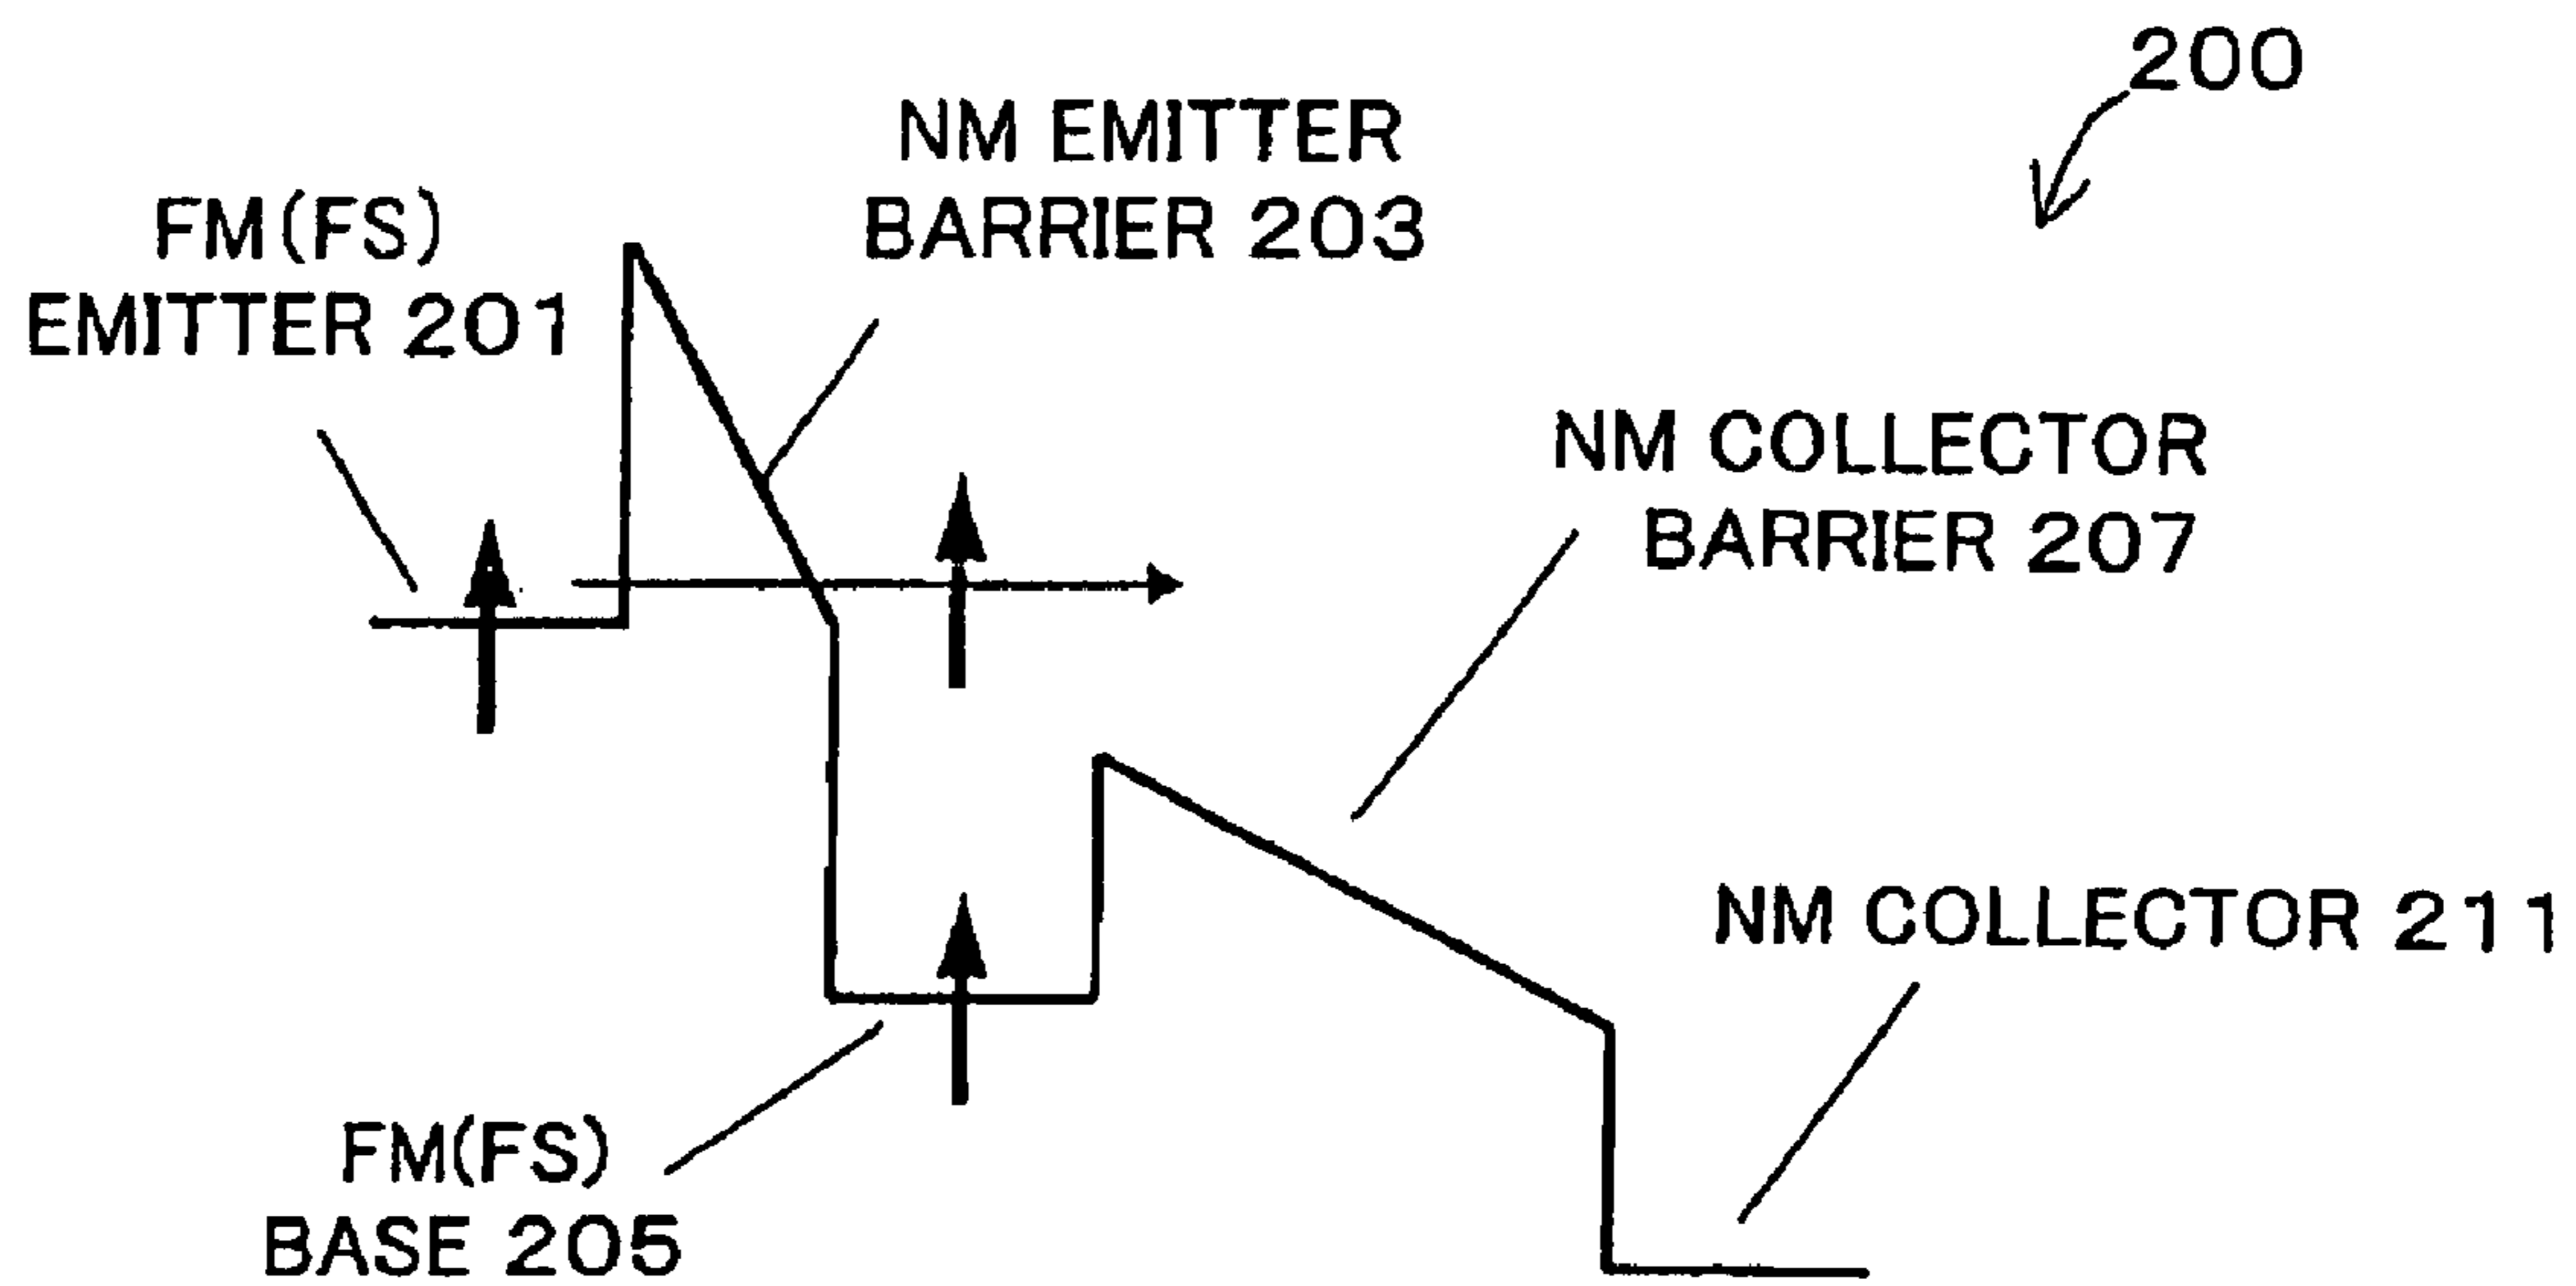 200
NM EMITTER
BARRIER 203
FM(FS)
EMITTER 201
NM COLLECTOR
BARRIER 207
NM COLLECTOR 211
FM(FS)
BASE 205